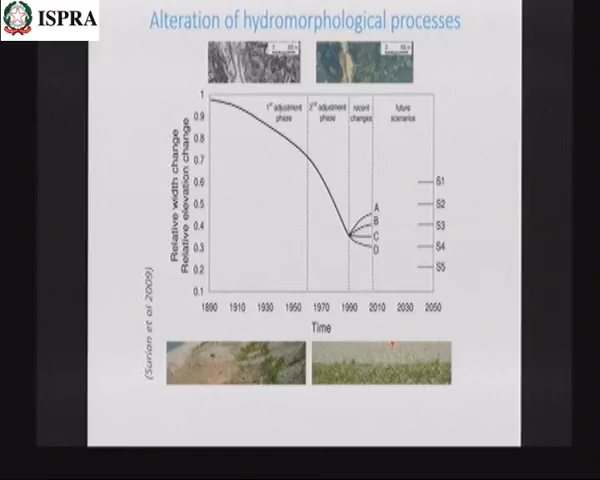 ISPRA
Alteration of hydromorphological processes
1st adjustment phase
2nd adjustment phase
recent changes
future scenarios
Relative width change
Relative elevation change
1
0.9
0.8
0.7
0.6
0.5
0.4
0.3
0.2
0.1
A
B
C
D
S1
S2
S3
S4
S5
1890 1910 1930 1950 1970 1990 2010 2030 2050
Time
(Surian et al 2009)